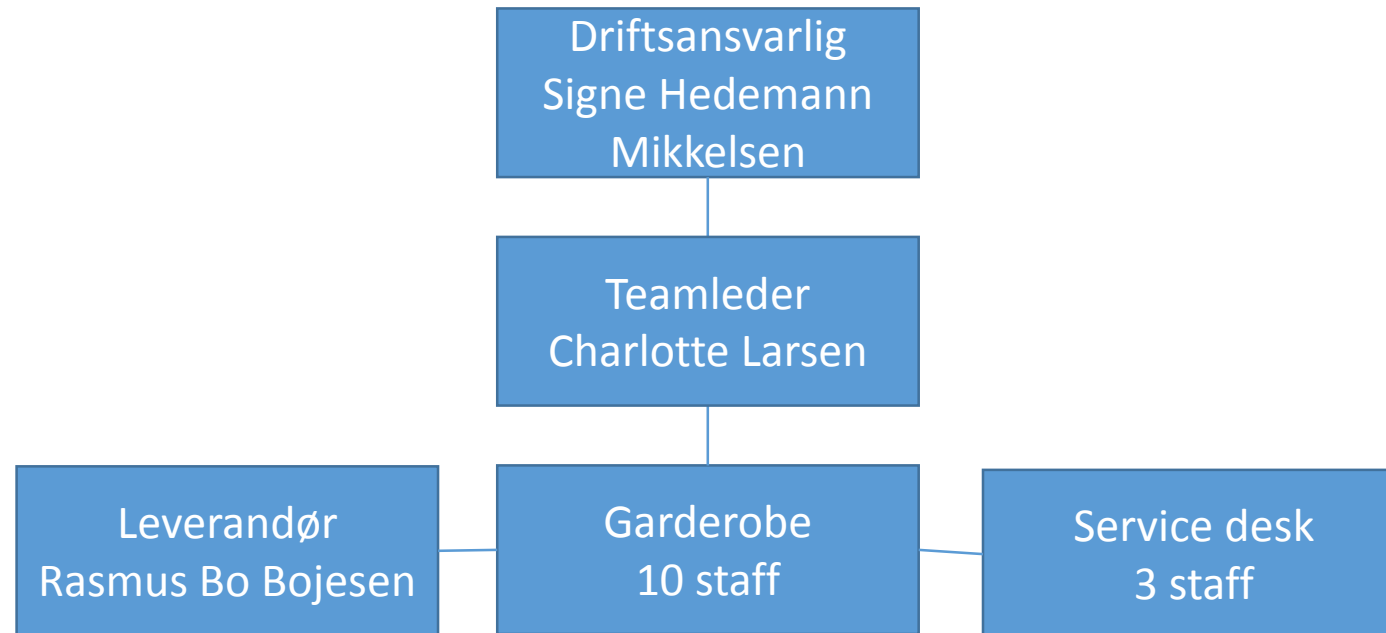 Driftsansvarlig
Signe Hedemann
Mikkelsen
Teamleder
Charlotte Larsen
Leverandør
Rasmus Bo Bojesen
Garderobe
10 staff
Service desk
3 staff